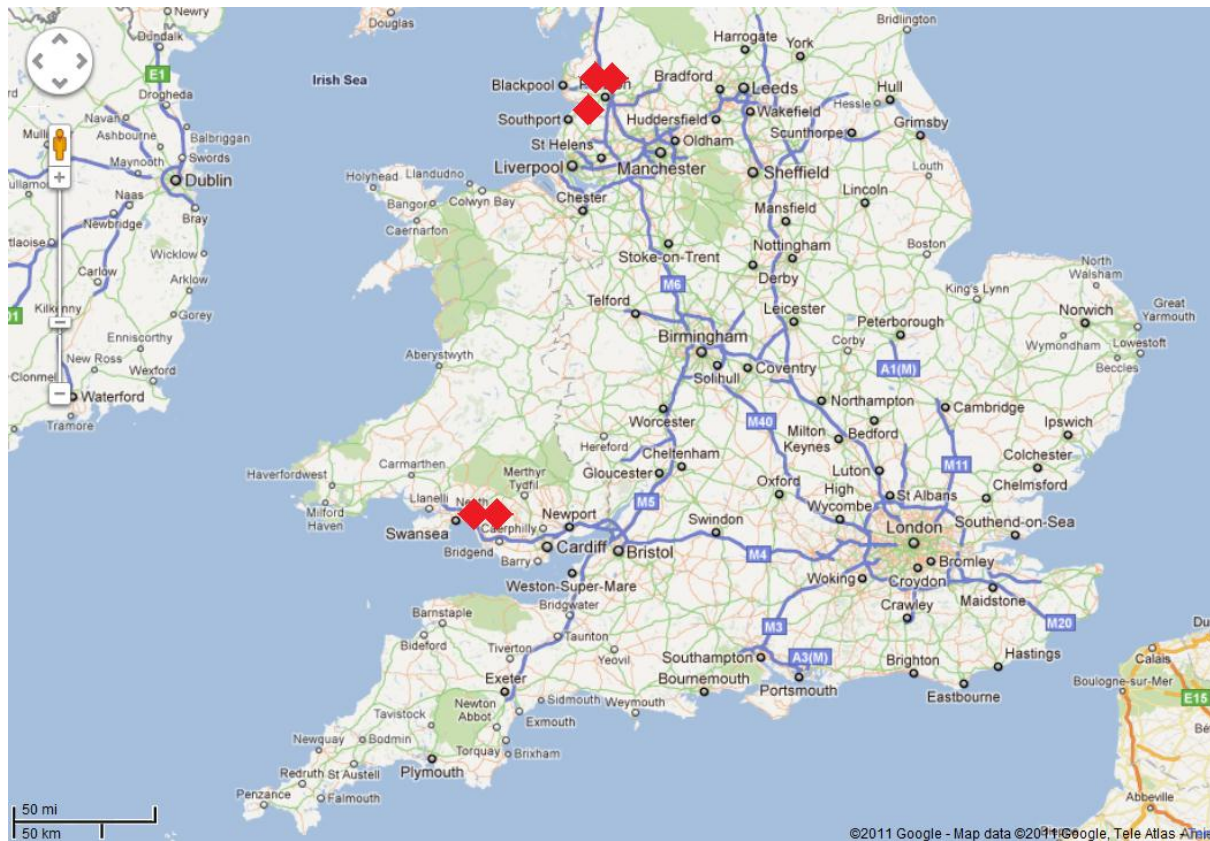 Newry
Douglas
Bridlington
Dundalk
Harrogate
York
E1
Irish Sea
Blackpool
Bradford
Leeds
Drogheda
Hull
Hessle
Navan
Southport
Huddersfield
Wakefield
Scunthorpe
Grimsby
Ashbourne
Balbriggan
St Helens
Oldham
Maynooth
Swords
Liverpool
Manchester
Louth
Dublin
Holyhead
Llandudno
Sheffield
Naas
Bangor
Colwyn Bay
Chester
Lincoln
Newbridge
Bray
Caernarfon
Mansfield
Wicklow
Stoke-on-Trent
Nottingham
Boston
Carlow
Arklow
Derby
North
Walsham
M6
King's Lynn
Kilkenny
Gorey
Telford
Leicester
Norwich
Great
Yarmouth
Enniscorthy
Birmingham
Peterborough
Wymondham
Lowestoft
New Ross
Wexford
Aberystwyth
Corby
Beccles
Solihull
Coventry
A1(M)
Waterford
Tramore
Worcester
Northampton
Cambridge
M40
Milton
Keynes
Bedford
Ipswich
Hereford
Haverfordwest
Carmarthen
Merthyr
Tydfil
Cheltenham
Gloucester
Luton
M11
Colchester
Milford
Haven
Llanelli
Neath
M5
Oxford
High
Wycombe
St Albans
Chelmsford
Swansea
Caerphilly
Newport
Swindon
London
Southend-on-Sea
Bridgend
Cardiff
Bristol
M4
Barry
Bromley
Weston-Super-Mare
Woking
Croydon
Maidstone
Barnstaple
Bridgwater
Crawley
M20
Bideford
Taunton
M3
Tiverton
Yeovil
Southampton
A3(M)
Hastings
Calais
Exeter
Bournemouth
Portsmouth
Brighton
Eastbourne
Boulogne-sur-Mer
Sidmouth
Weymouth
E15
Newton
Abbot
Exmouth
Tavistock
Newquay
Bodmin
Torquay
Brixham
Redruth
St Austell
Plymouth
Penzance
Falmouth
Abbeville
50 mi
50 km
©2011 Google - Map data ©2011 Google, Tele Atlas